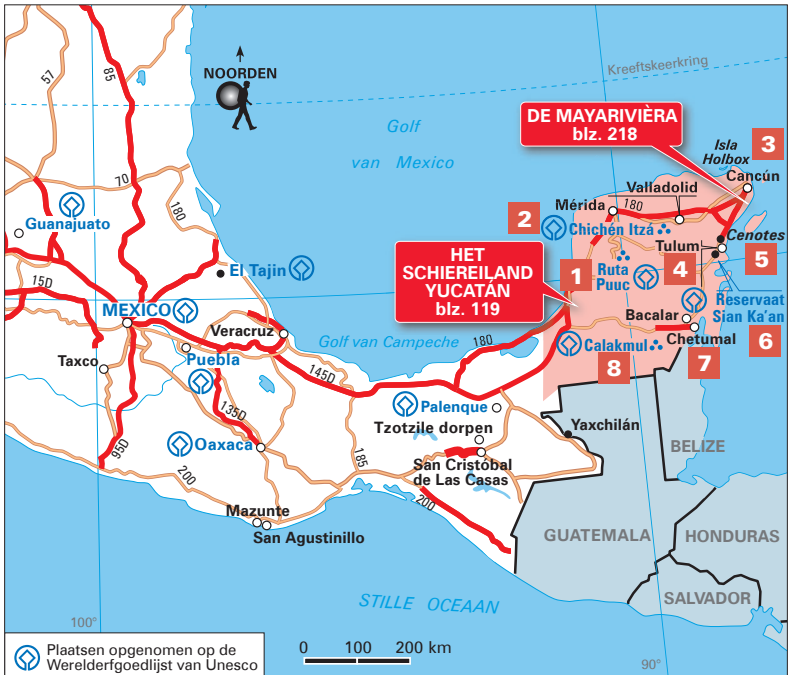 57
85
NOORDEN
Kreeftskeerkring
Golf
van Mexico
DE MAYARIVIÈRA
blz. 218
Isla
Holbox
3
Cancún
70
180
Guanajuato
Valladolid
Mérida
180
2
Chichén Itzá
Cenotes
Tulum
5
El Tajin
HET
SCHIEREILAND
YUCATÁN
blz. 119
1
Ruta
Puuc
4
15D
MEXICO
Reservaat
Sian Ka'an
6
Bacalar
Chetumal
7
Veracruz
Golf van Campeche
180
Calakmul
8
Taxco
Puebla
145D
135D
95D
Palenque
Tzotzile dorpen
Yaxchilán
BELIZE
Oaxaca
185
San Cristóbal
de Las Casas
200
200
Mazunte
San Agustinillo
GUATEMALA
HONDURAS
SALVADOR
STILLE OCEAAN
100°
90°
Plaatsen opgenomen op de
Werelderfgoedlijst van Unesco
0 100 200 km